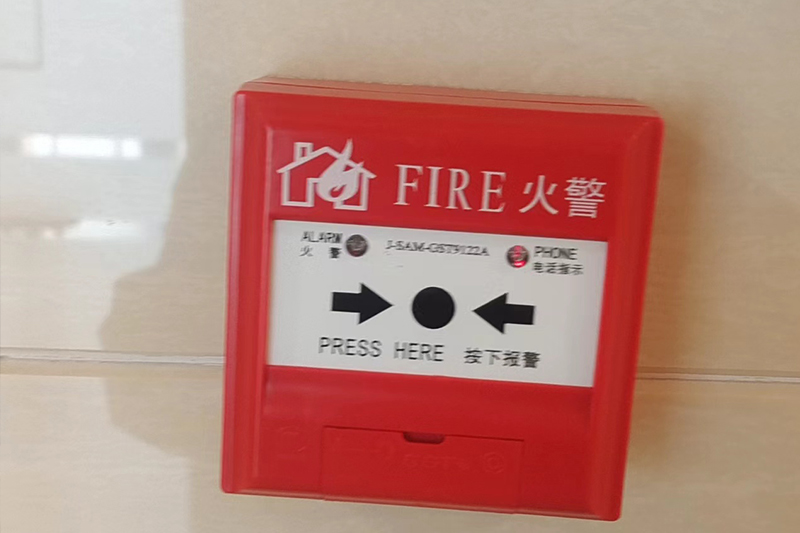 FIRE 火警
ALARM J-SAM-GST9122A PHONE
火 警 电话指示
PRESS HERE 按下报警